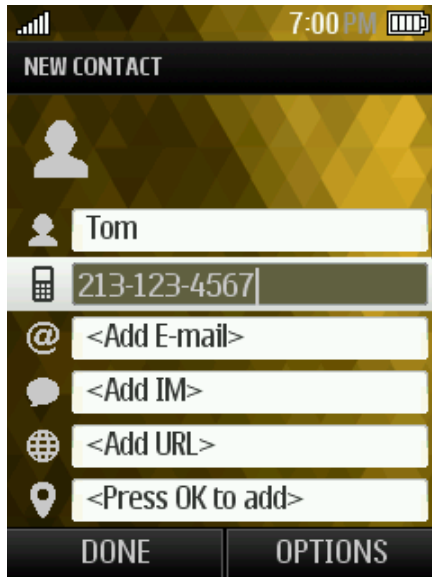 7:00 PM
NEW CONTACT
Tom
213-123-4567
@ <Add E-mail>
<Add IM>
<Add URL>
<Press OK to add>
DONE OPTIONS